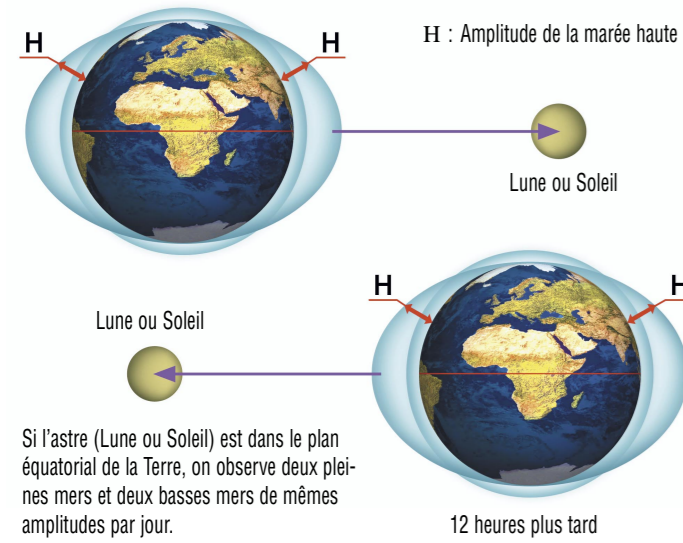 H
H
H : Amplitude de la marée haute
Lune ou Soleil
H
H
Lune ou Soleil
Si l'astre (Lune ou Soleil) est dans le plan
équatorial de la Terre, on observe deux plei-
nes mers et deux basses mers de mêmes
amplitudes par jour.
12 heures plus tard